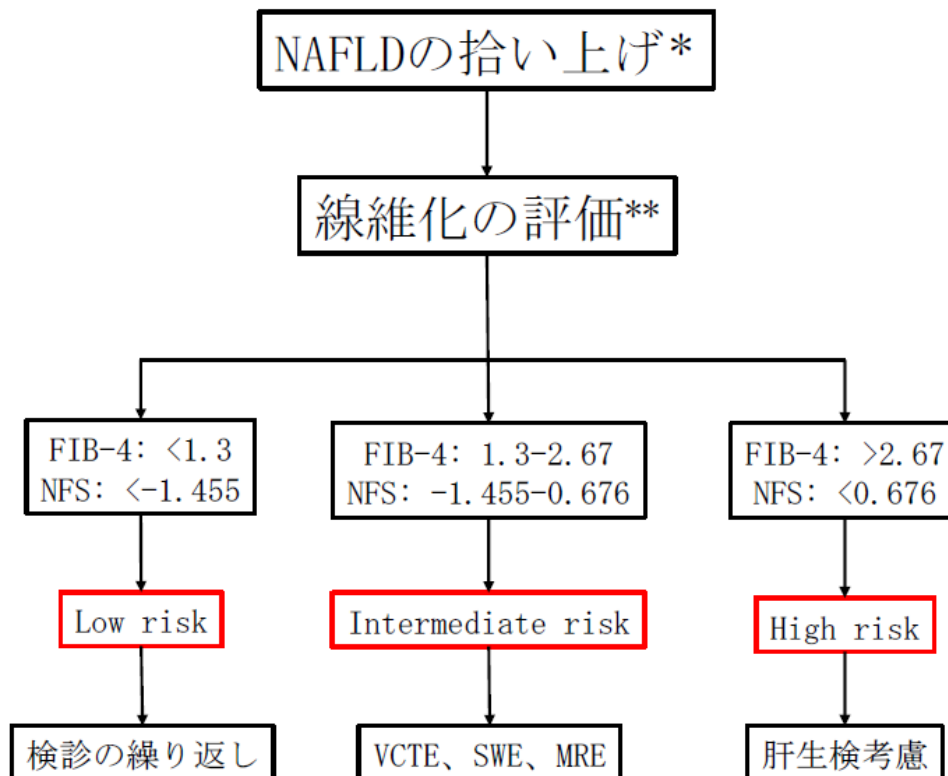 NAFLDの拾い上げ*
線維化の評価**
FIB-4: <1.3
NFS: <-1.455
FIB-4: 1.3-2.67
NFS: -1.455-0.676
FIB-4: >2.67
NFS: <0.676
Low risk
Intermediate risk
High risk
検診の繰り返し
VCTE、SWE、MRE
肝生検考慮